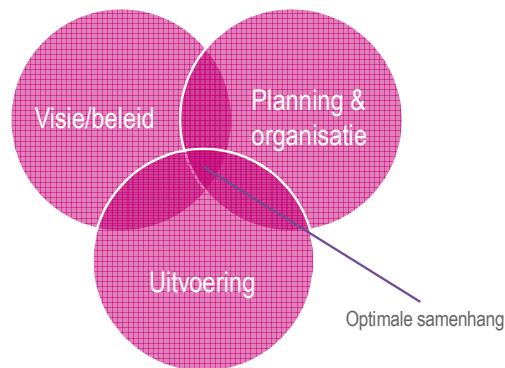 Visie/beleid
Planning &
organisatie
Uitvoering
Optimale samenhang